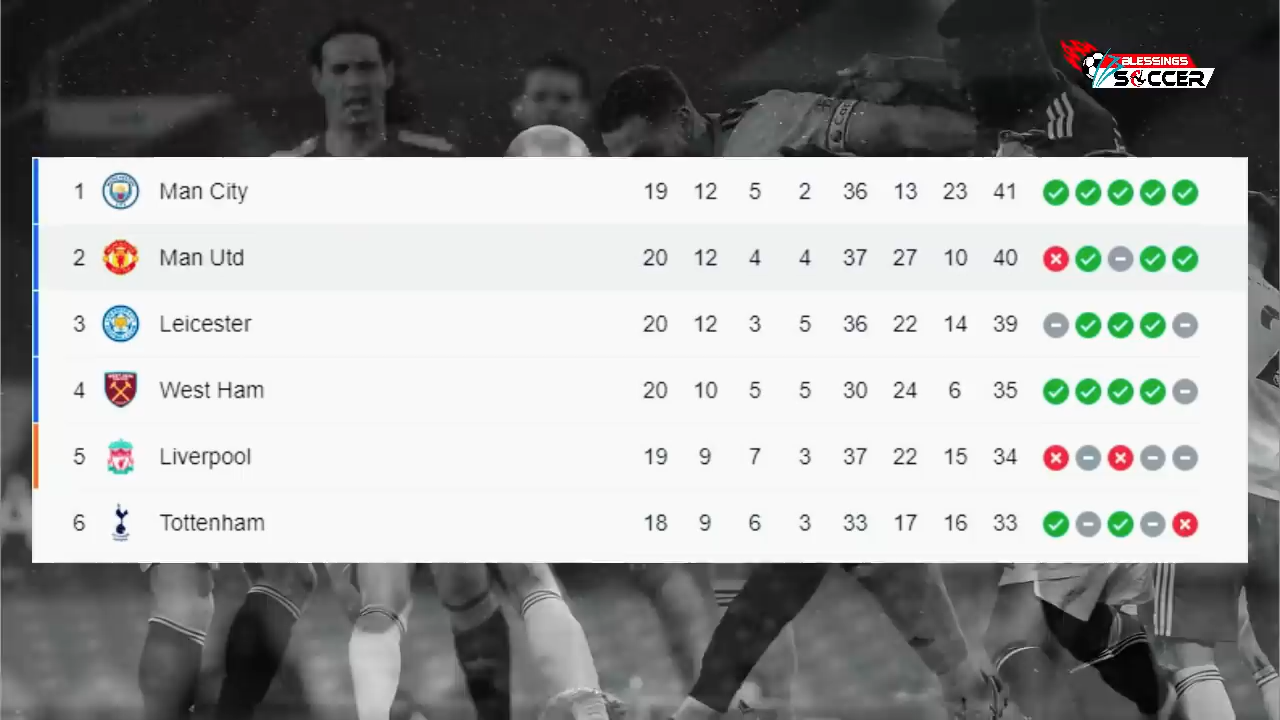 BLESSINGS
SOCCER
1 Man City 19 12 5 2 36 13 23 41
2 Man Utd 20 12 4 4 37 27 10 40
3 Leicester 20 12 3 5 36 22 14 39
4 West Ham 20 10 5 5 30 24 6 35
5 Liverpool 19 9 7 3 37 22 15 34
6 Tottenham 18 9 6 3 33 17 16 33